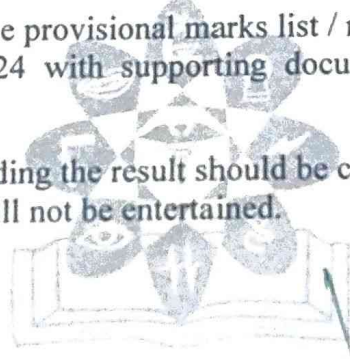 e provisional marks list /
24 with supporting docu
ding the result should be c
ll not be entertained.